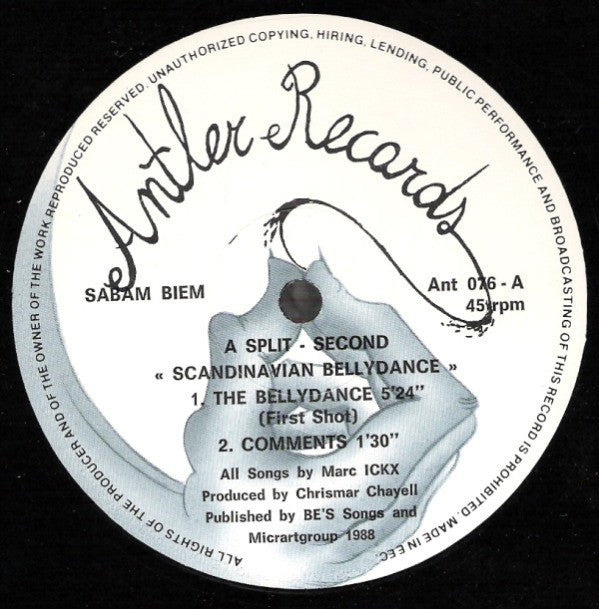 ALL RIGHTS OF THE PRODUCER AND OF THE OWNER OF THE WORK REPRODUCED RESERVED. UNAUTHORIZED COPYING, HIRING, LENDING, PUBLIC PERFORMANCE AND BROADCASTING OF THIS RECORD IS PROHIBITED. MADE IN EEC.
Antler Records
SABAM BIEM
Ant 076 - A
45 rpm
A SPLIT - SECOND
« SCANDINAVIAN BELLYDANCE »
1. THE BELLYDANCE 5'24"
(First Shot)
2. COMMENTS 1'30"
All Songs by Marc ICKX
Produced by Chrismar Chayell
Published by BE'S Songs and
Micrartgroup 1988